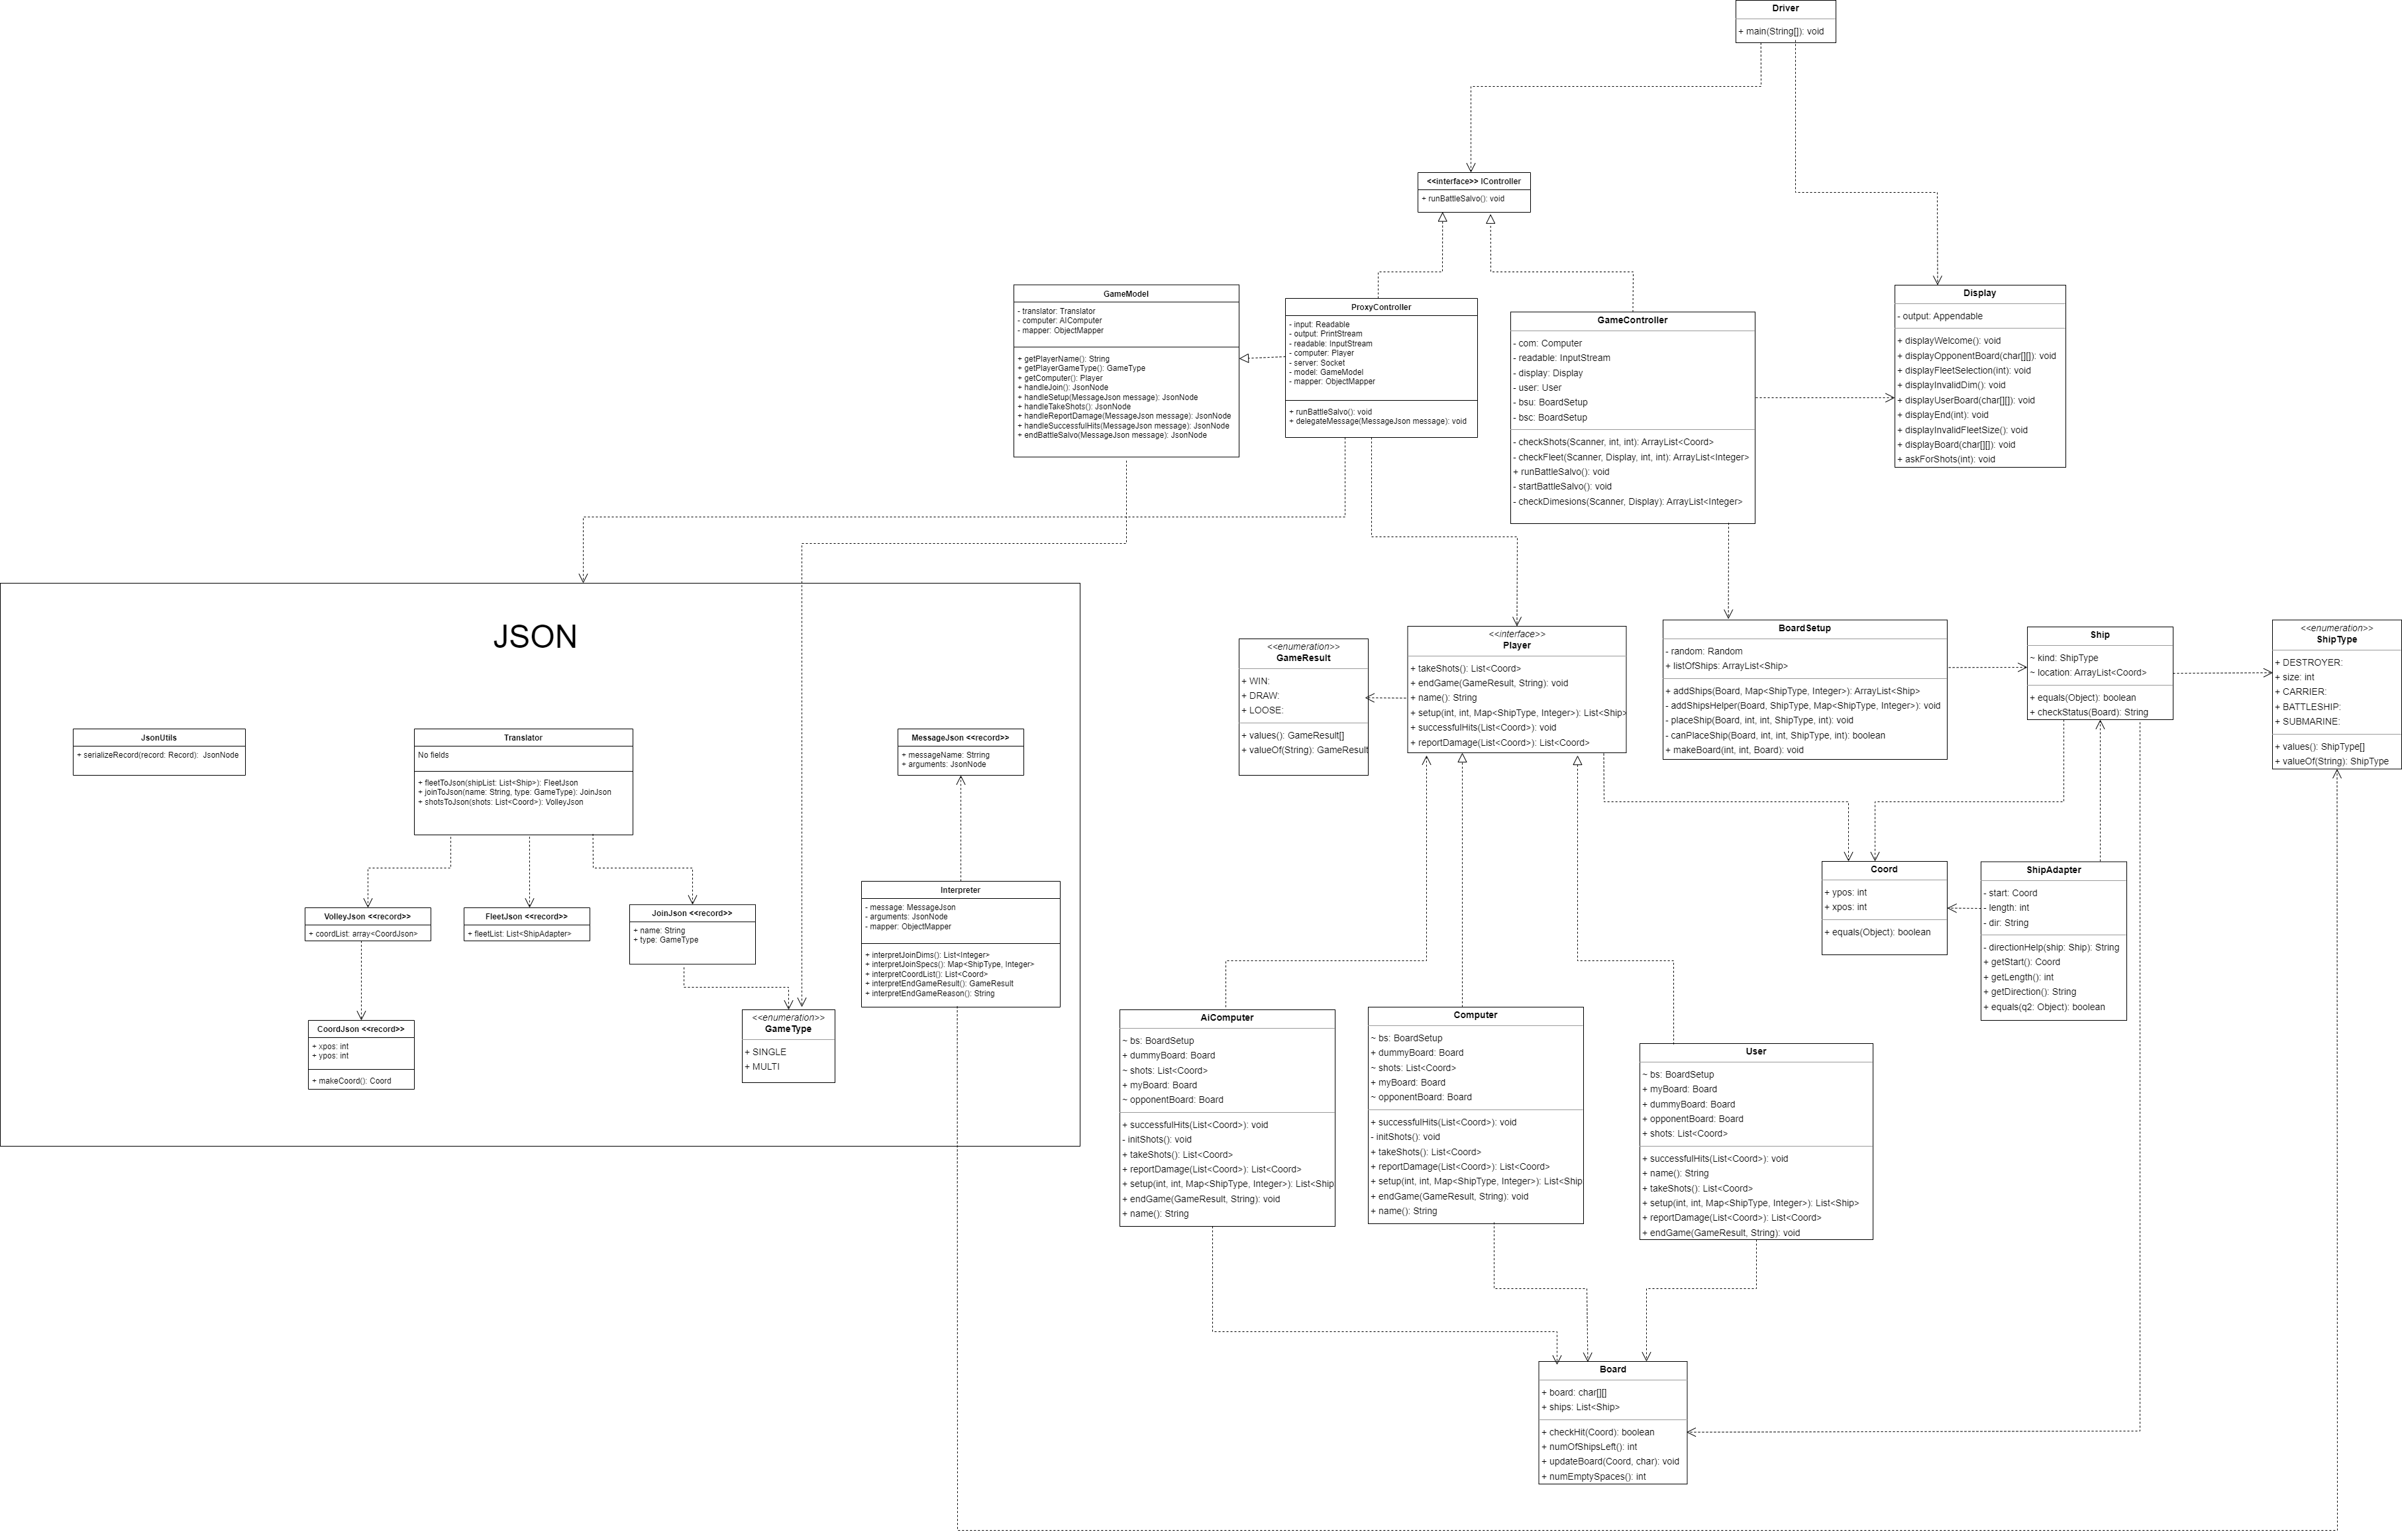 Driver
+ main(String[]): void
<<interface>> IController
+ runBattleSalvo(): void
GameModel
- translator: Translator
- computer: AIComputer
- mapper: ObjectMapper
+ getPlayerName(): String
+ getPlayerGameType(): GameType
+ getComputer(): Player
+ handleJoin(): JsonNode
+ handleSetup(MessageJson message): JsonNode
+ handleTakeShots(): JsonNode
+ handleReportDamage(MessageJson message): JsonNode
+ handleSuccessfulHits(MessageJson message): JsonNode
+ endBattleSalvo(MessageJson message): JsonNode
ProxyController
- input: Readable
- output: PrintStream
- readable: InputStream
- computer: Player
- server: Socket
- model: GameModel
- mapper: ObjectMapper
+ runBattleSalvo(): void
+ delegateMessage(MessageJson message): void
GameController
- com: Computer
- readable: InputStream
- display: Display
- user: User
- bsu: BoardSetup
- bsc: BoardSetup
- checkShots(Scanner, int, int): ArrayList<Coord>
- checkFleet(Scanner, Display, int, int): ArrayList<Integer>
+ runBattleSalvo(): void
- startBattleSalvo(): void
- checkDimesions(Scanner, Display): ArrayList<Integer>
Display
- output: Appendable
+ displayWelcome(): void
+ displayOpponentBoard(char[][]): void
+ displayFleetSelection(int): void
+ displayInvalidDim(): void
+ displayUserBoard(char[][]): void
+ displayEnd(int): void
+ displayInvalidFleetSize(): void
+ displayBoard(char[][]): void
+ askForShots(int): void
JSON
JsonUtils
+ serializeRecord(record: Record): JsonNode
Translator
No fields
+ fleetToJson(shipList: List<Ship>): FleetJson
+ joinToJson(name: String, type: GameType): JoinJson
+ shotsToJson(shots: List<Coord>): VolleyJson
MessageJson <<record>>
+ messageName: String
+ arguments: JsonNode
VolleyJson <<record>>
+ coordList: array<CoordJson>
FleetJson <<record>>
+ fleetList: List<ShipAdapter>
JoinJson <<record>>
+ name: String
+ type: GameType
Interpreter
- message: MessageJson
- arguments: JsonNode
- mapper: ObjectMapper
+ interpretJoinDims(): List<Integer>
+ interpretJoinSpecs(): Map<ShipType, Integer>
+ interpretCoordList(): List<Coord>
+ interpretEndGameResult(): GameResult
+ interpretEndGameReason(): String
CoordJson <<record>>
+ xpos: int
+ ypos: int
+ makeCoord(): Coord
<<enumeration>>
GameType
+ SINGLE
+ MULTI
<<enumeration>>
GameResult
+ WIN:
+ DRAW:
+ LOOSE:
+ values(): GameResult[]
+ valueOf(String): GameResult
<<interface>>
Player
+ takeShots(): List<Coord>
+ endGame(GameResult, String): void
+ name(): String
+ setup(int, int, Map<ShipType, Integer>): List<Ship>
+ successfulHits(List<Coord>): void
+ reportDamage(List<Coord>): List<Coord>
BoardSetup
- random: Random
+ listOfShips: ArrayList<Ship>
+ addShips(Board, Map<ShipType, Integer>): ArrayList<Ship>
- addShipsHelper(Board, ShipType, Map<ShipType, Integer>): void
- placeShip(Board, int, int, ShipType, int): void
- canPlaceShip(Board, int, int, ShipType, int): boolean
+ makeBoard(int, int, Board): void
Ship
~ kind: ShipType
~ location: ArrayList<Coord>
+ equals(Object): boolean
+ checkStatus(Board): String
<<enumeration>>
ShipType
+ DESTROYER:
+ size: int
+ CARRIER:
+ BATTLESHIP:
+ SUBMARINE:
+ values(): ShipType[]
+ valueOf(String): ShipType
Coord
+ ypos: int
+ xpos: int
+ equals(Object): boolean
ShipAdapter
- start: Coord
- length: int
- dir: String
- directionHelp(ship: Ship): String
+ getStart(): Coord
+ getLength(): int
+ getDirection(): String
+ equals(q2: Object): boolean
AiComputer
~ bs: BoardSetup
+ dummyBoard: Board
~ shots: List<Coord>
+ myBoard: Board
~ opponentBoard: Board
+ successfulHits(List<Coord>): void
- initShots(): void
+ takeShots(): List<Coord>
+ reportDamage(List<Coord>): List<Coord>
+ setup(int, int, Map<ShipType, Integer>): List<Ship
+ endGame(GameResult, String): void
+ name(): String
Computer
~ bs: BoardSetup
+ dummyBoard: Board
~ shots: List<Coord>
+ myBoard: Board
~ opponentBoard: Board
+ successfulHits(List<Coord>): void
- initShots(): void
+ takeShots(): List<Coord>
+ reportDamage(List<Coord>): List<Coord>
+ setup(int, int, Map<ShipType, Integer>): List<Ship
+ endGame(GameResult, String): void
+ name(): String
User
~ bs: BoardSetup
+ myBoard: Board
+ dummyBoard: Board
+ opponentBoard: Board
+ shots: List<Coord>
+ successfulHits(List<Coord>): void
+ name(): String
+ takeShots(): List<Coord>
+ setup(int, int, Map<ShipType, Integer>): List<Ship>
+ reportDamage(List<Coord>): List<Coord>
+ endGame(GameResult, String): void
Board
+ board: char[][]
+ ships: List<Ship>
+ checkHit(Coord): boolean
+ numOfShipsLeft(): int
+ updateBoard(Coord, char): void
+ numEmptySpaces(): int